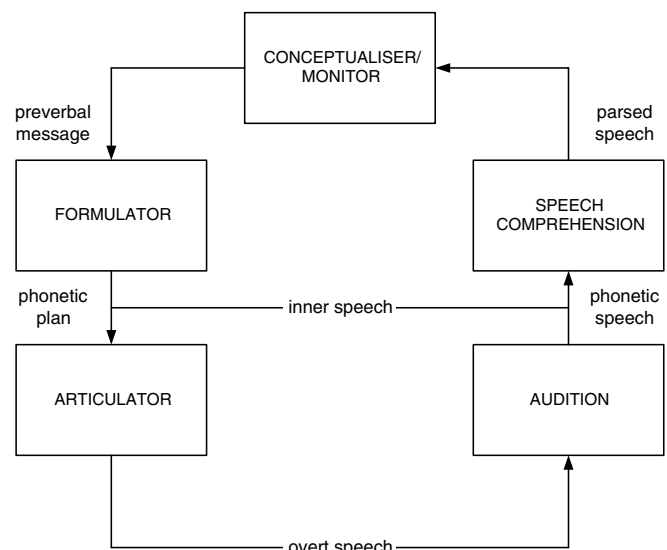 CONCEPTUALISER/
MONITOR
preverbal
message
parsed
speech
FORMULATOR
SPEECH
COMPREHENSION
phonetic
plan
inner speech
phonetic
speech
ARTICULATOR
AUDITION
overt speech